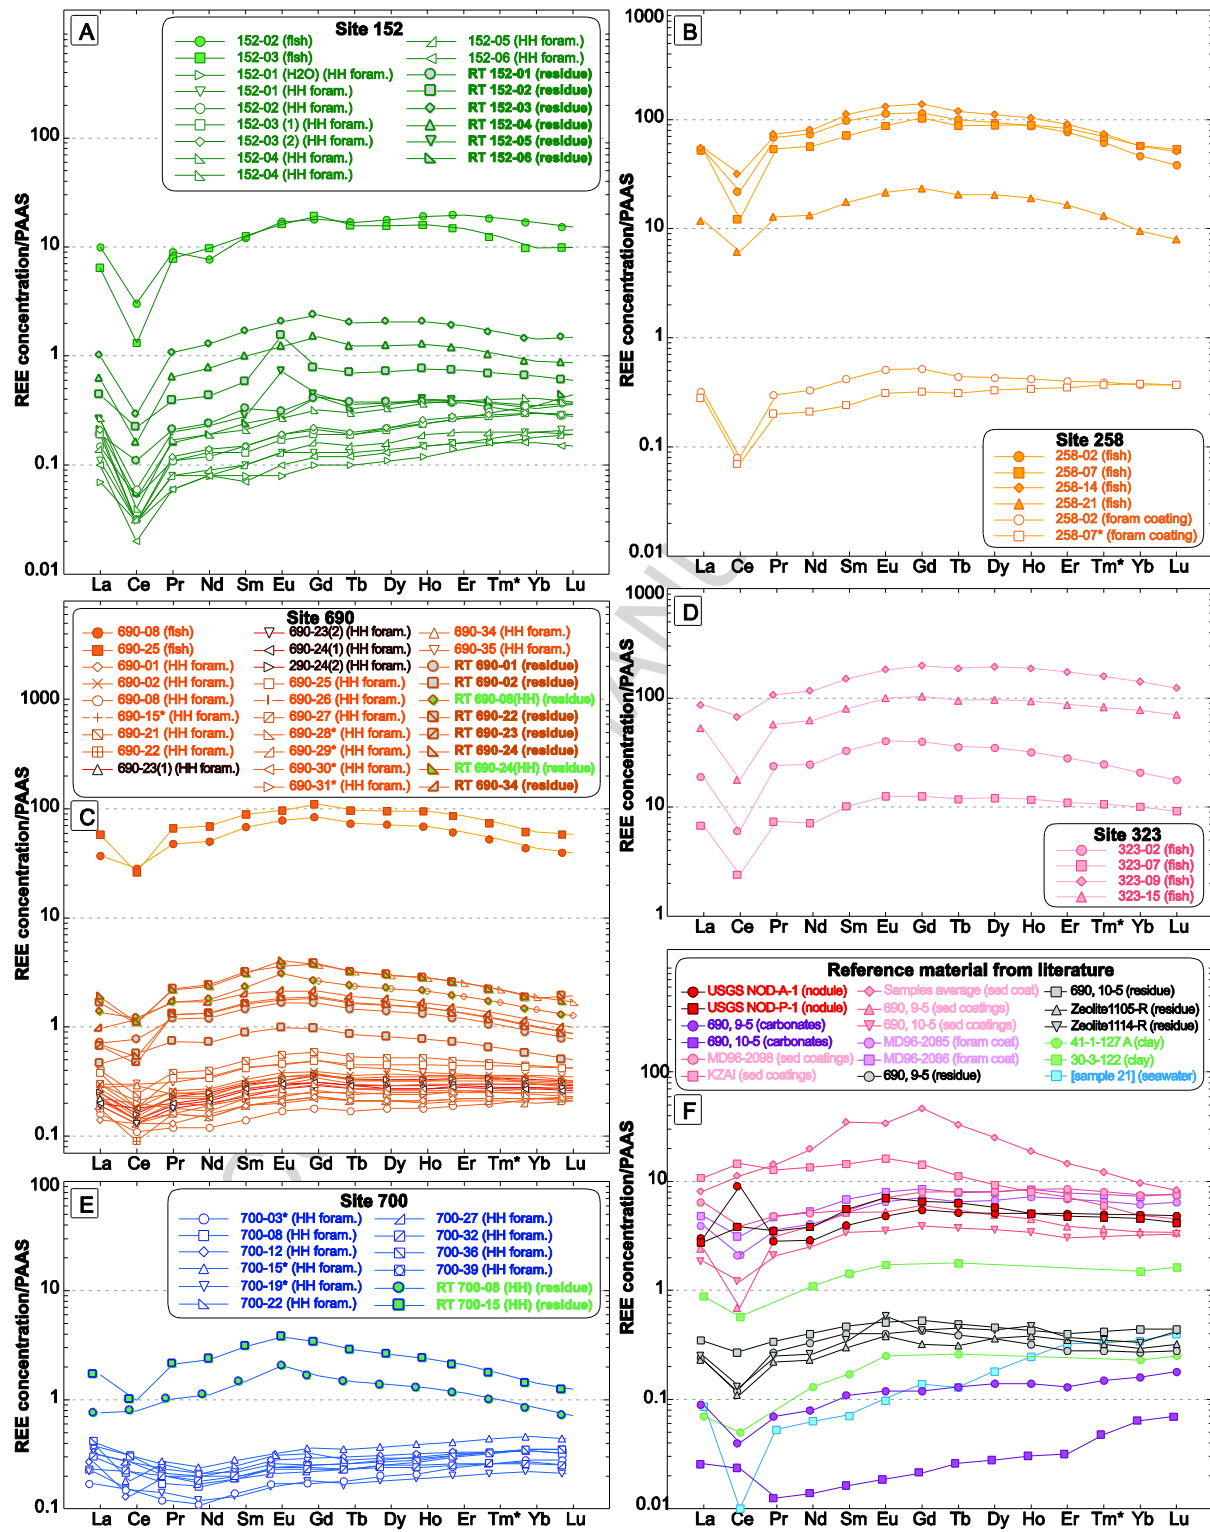 A
Site 152
152-02 (fish)
152-03 (fish)
152-01 (H2O) (HH foram.)
152-01 (HH foram.)
152-02 (HH foram.)
152-03 (1) (HH foram.)
152-03 (2) (HH foram.)
152-04 (HH foram.)
152-04 (HH foram.)
152-05 (HH foram.)
152-06 (HH foram.)
RT 152-01 (residue)
RT 152-02 (residue)
RT 152-03 (residue)
RT 152-04 (residue)
RT 152-05 (residue)
RT 152-06 (residue)
REE concentration/PAAS
100
10
1
0.1
0.01
La Ce Pr Nd Sm Eu Gd Tb Dy Ho Er Tm* Yb Lu
B
REE concentration/PAAS
1000
100
10
1
0.1
0.01
Site 258
258-02 (fish)
258-07 (fish)
258-14 (fish)
258-21 (fish)
258-02 (foram coating)
258-07* (foram coating)
La Ce Pr Nd Sm Eu Gd Tb Dy Ho Er Tm* Yb Lu
Site 690
690-08 (fish)
690-25 (fish)
690-01 (HH foram.)
690-02 (HH foram.)
690-08 (HH foram.)
690-15* (HH foram.)
690-21 (HH foram.)
690-22 (HH foram.)
690-23(1) (HH foram.)
690-23(2) (HH foram.)
690-24(1) (HH foram.)
290-24(2) (HH foram.)
690-25 (HH foram.)
690-26 (HH foram.)
690-27 (HH foram.)
690-28* (HH foram.)
690-29* (HH foram.)
690-30* (HH foram.)
690-31* (HH foram.)
690-34 (HH foram.)
690-35 (HH foram.)
RT 690-01 (residue)
RT 690-02 (residue)
RT 690-08(HH) (residue)
RT 690-22 (residue)
RT 690-23 (residue)
RT 690-24 (residue)
RT 690-24(HH) (residue)
RT 690-34 (residue)
C
REE concentration/PAAS
1000
100
10
1
0.1
La Ce Pr Nd Sm Eu Gd Tb Dy Ho Er Tm* Yb Lu
D
REE concentration/PAAS
1000
100
10
1
Site 323
323-02 (fish)
323-07 (fish)
323-09 (fish)
323-15 (fish)
La Ce Pr Nd Sm Eu Gd Tb Dy Ho Er Tm* Yb Lu
E
Site 700
700-03* (HH foram.)
700-08 (HH foram.)
700-12 (HH foram.)
700-15* (HH foram.)
700-19* (HH foram.)
700-22 (HH foram.)
700-27 (HH foram.)
700-32 (HH foram.)
700-36 (HH foram.)
700-39 (HH foram.)
RT 700-08 (HH) (residue)
RT 700-15 (HH) (residue)
REE concentration/PAAS
100
10
1
0.1
La Ce Pr Nd Sm Eu Gd Tb Dy Ho Er Tm* Yb Lu
Reference material from literature
USGS NOD-A-1 (nodule)
USGS NOD-P-1 (nodule)
690, 9-5 (carbonates)
690, 10-5 (carbonates)
MD96-2098 (sed coatings)
KZAI (sed coatings)
Samples average (sed coat)
690, 9-5 (sed coatings)
690, 10-5 (sed coatings)
MD96-2085 (foram coat)
MD96-2086 (foram coat)
690, 9-5 (residue)
690, 10-5 (residue)
Zeolite1105-R (residue)
Zeolite1114-R (residue)
41-1-127 A (clay)
30-3-122 (clay)
[sample 21] (seawater)
F
REE concentration/PAAS
100
10
1
0.1
0.01
La Ce Pr Nd Sm Eu Gd Tb Dy Ho Er Tm* Yb Lu